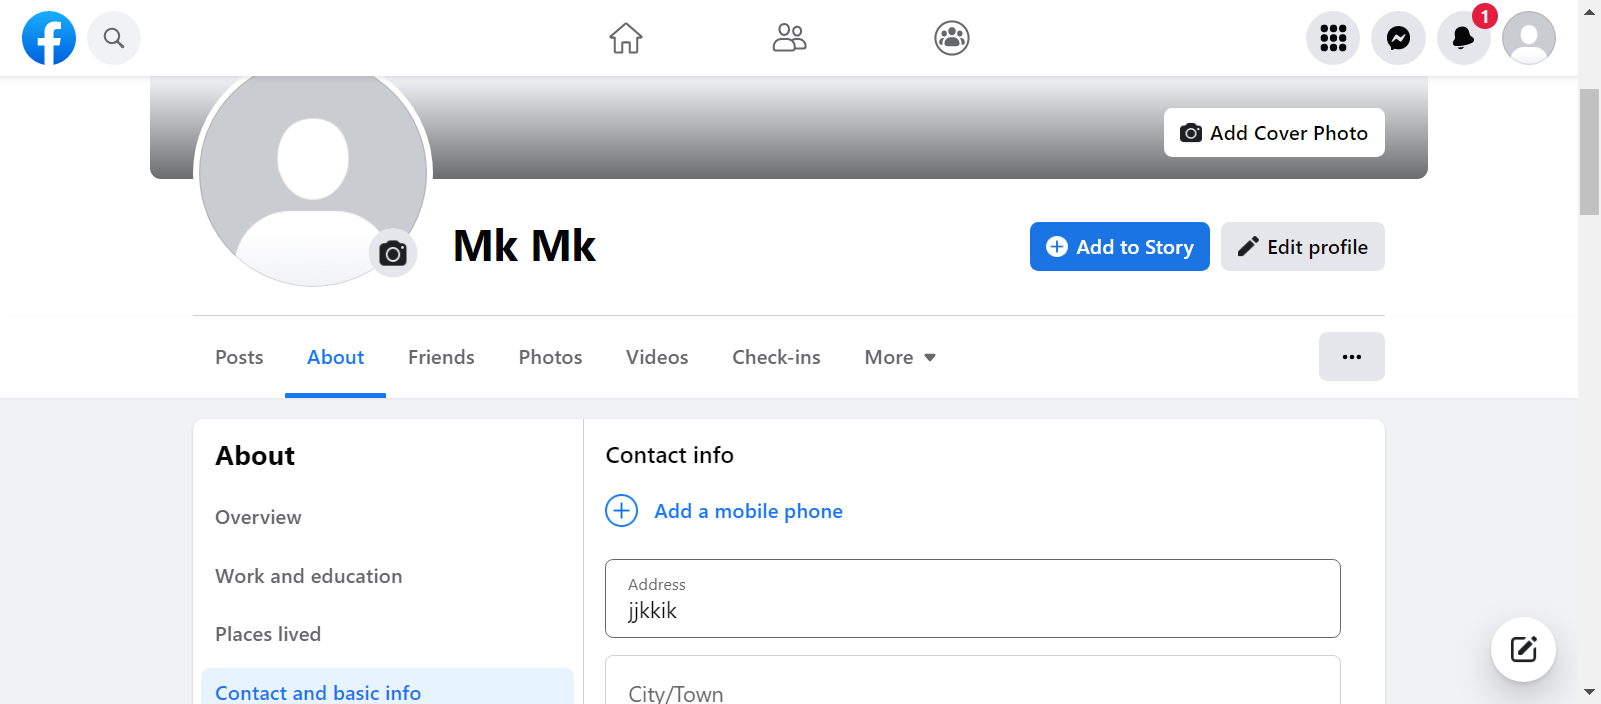 1
Add Cover Photo
Mk Mk
Add to Story
Edit profile
Posts
About
Friends
Photos
Videos
Check-ins
More
About
Overview
Work and education
Places lived
Contact and basic info
Contact info
Add a mobile phone
Address
jjkkik
City/Town